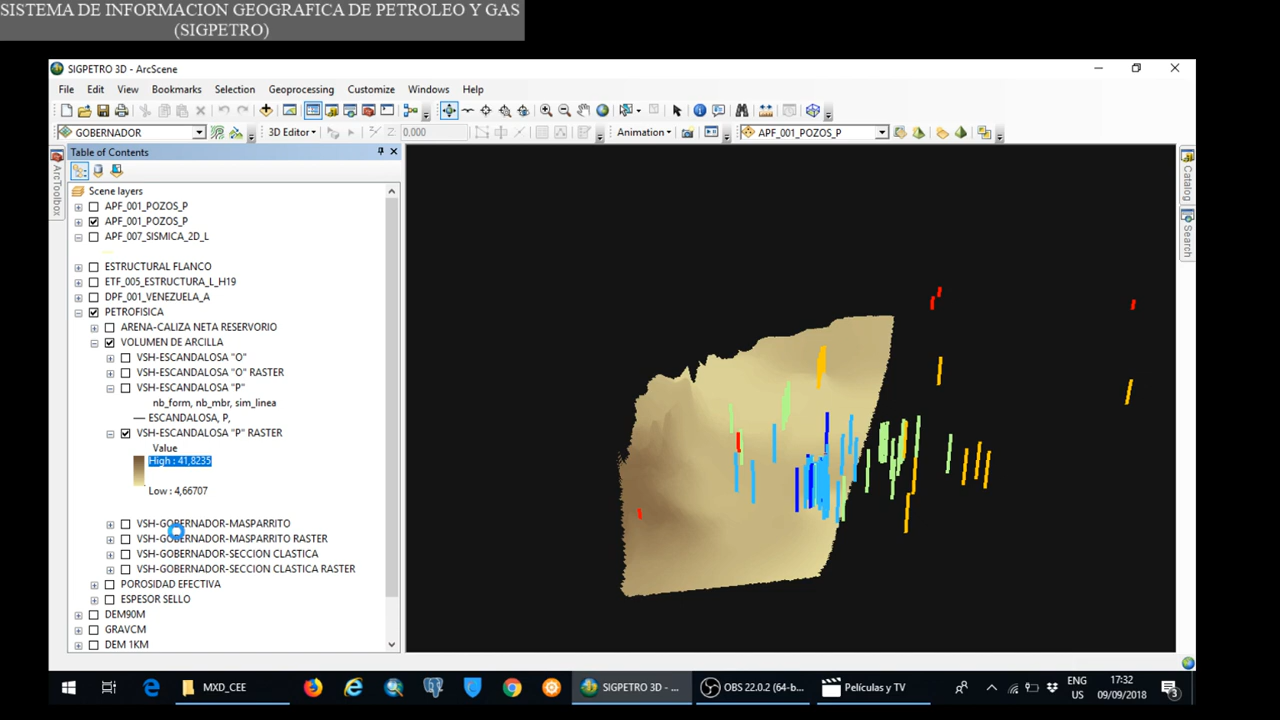 SISTEMA DE INFORMACION GEOGRAFICA DE PETROLEO Y GAS
(SIGPETRO)
SIGPETRO 3D - ArcScene
File Edit View Bookmarks Selection Geoprocessing Customize Windows Help
GOBERNADOR 3D Editor 0,000 Animation APF_001_POZOS_P
Table of Contents
ArcToolbox
Catalog
Search
Scene layers
APF_001_POZOS_P
APF_001_POZOS_P
APF_007_SISMICA_2D_L
ESTRUCTURAL FLANCO
ETF_005_ESTRUCTURA_L_H19
DPF_001_VENEZUELA_A
PETROFISICA
ARENA-CALIZA NETA RESERVORIO
VOLUMEN DE ARCILLA
VSH-ESCANDALOSA "O"
VSH-ESCANDALOSA "O" RASTER
VSH-ESCANDALOSA "P"
nb_form, nb_mbr, sim_linea
ESCANDALOSA, P,
VSH-ESCANDALOSA "P" RASTER
Value
High : 41,8235
Low : 4,66707
VSH-GOBERNADOR-MASPARRITO
VSH-GOBERNADOR-MASPARRITO RASTER
VSH-GOBERNADOR-SECCION CLASTICA
VSH-GOBERNADOR-SECCION CLASTICA RASTER
POROSIDAD EFECTIVA
ESPESOR SELLO
DEM90M
GRAVCM
DEM 1KM
MXD_CEE
SIGPETRO 3D - ...
OBS 22.0.2 (64-b...
Películas y TV
ENG
US
17:32
09/09/2018
3